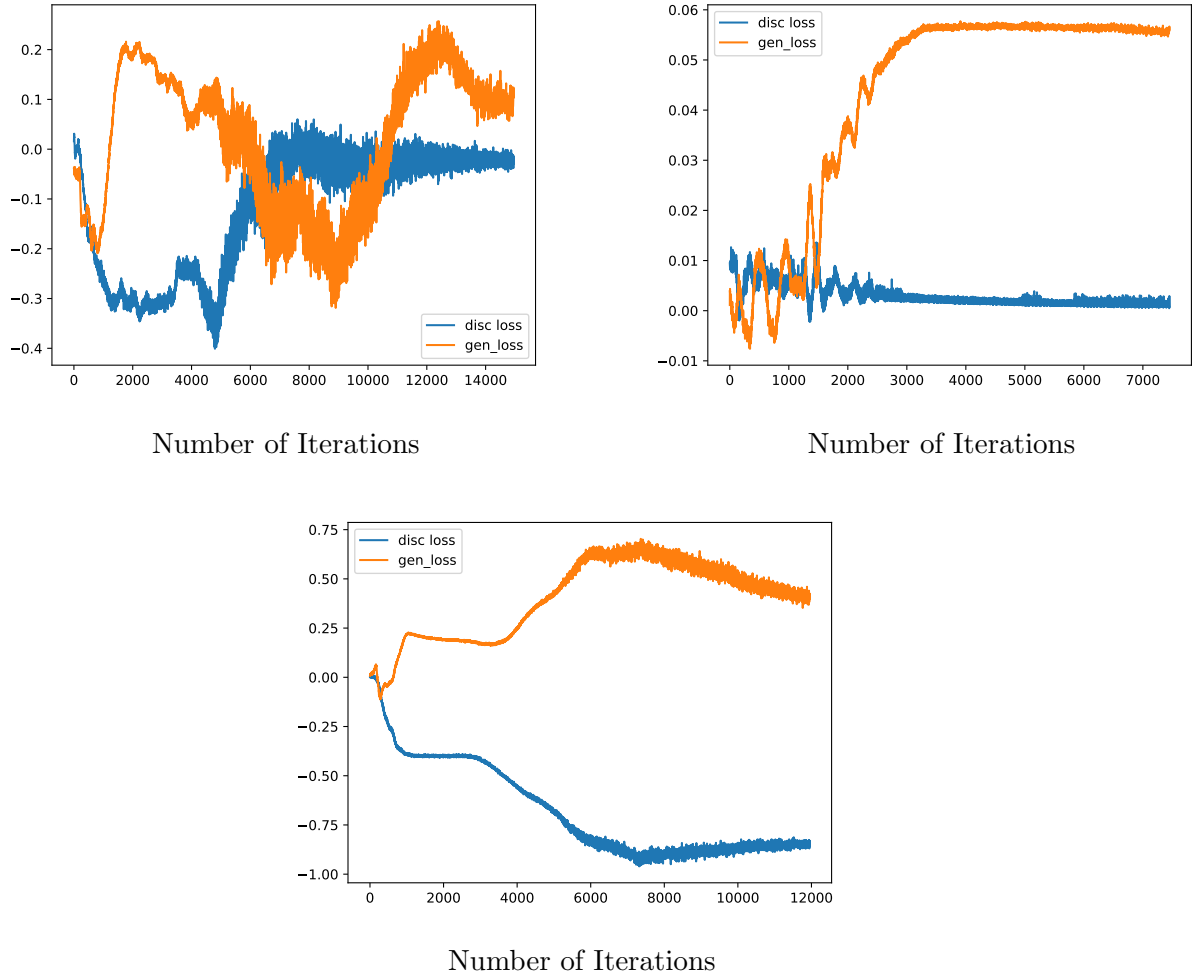 0.2
0.1
0.0
−0.1
−0.2
−0.3
−0.4
disc loss
gen_loss
0 2000 4000 6000 8000 10000 12000 14000
Number of Iterations
0.06
0.05
0.04
0.03
0.02
0.01
0.00
−0.01
disc loss
gen_loss
0 1000 2000 3000 4000 5000 6000 7000
Number of Iterations
0.75
0.50
0.25
0.00
−0.25
−0.50
−0.75
−1.00
disc loss
gen_loss
0 2000 4000 6000 8000 10000 12000
Number of Iterations